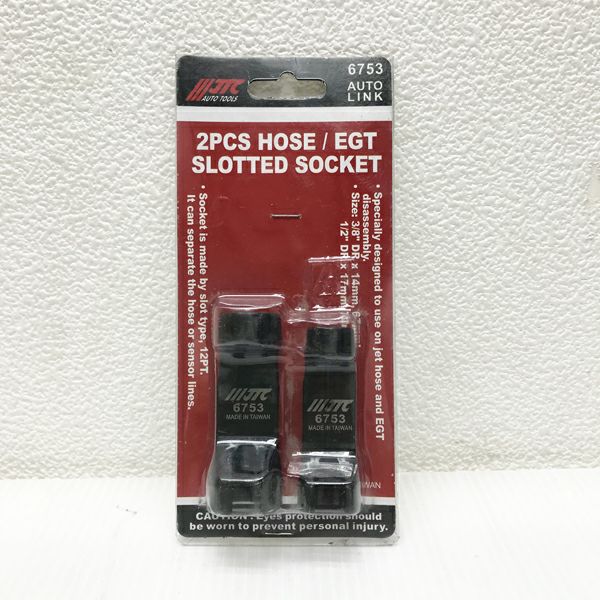 JTC
AUTO TOOLS
6753
AUTO
LINK
2PCS HOSE / EGT
SLOTTED SOCKET
• Specially designed to use on jet hose and EGT
disassembly.
• Size: 3/8" DR x 14mm,
1/2" DR x 17mm
• Socket is made by slot type, 12PT.
It can separate the hose or sensor lines.
JTC
6753
MADE IN TAIWAN
JTC
6753
MADE IN TAIWAN
CAUTION : Eyes protection should
be worn to prevent personal injury.